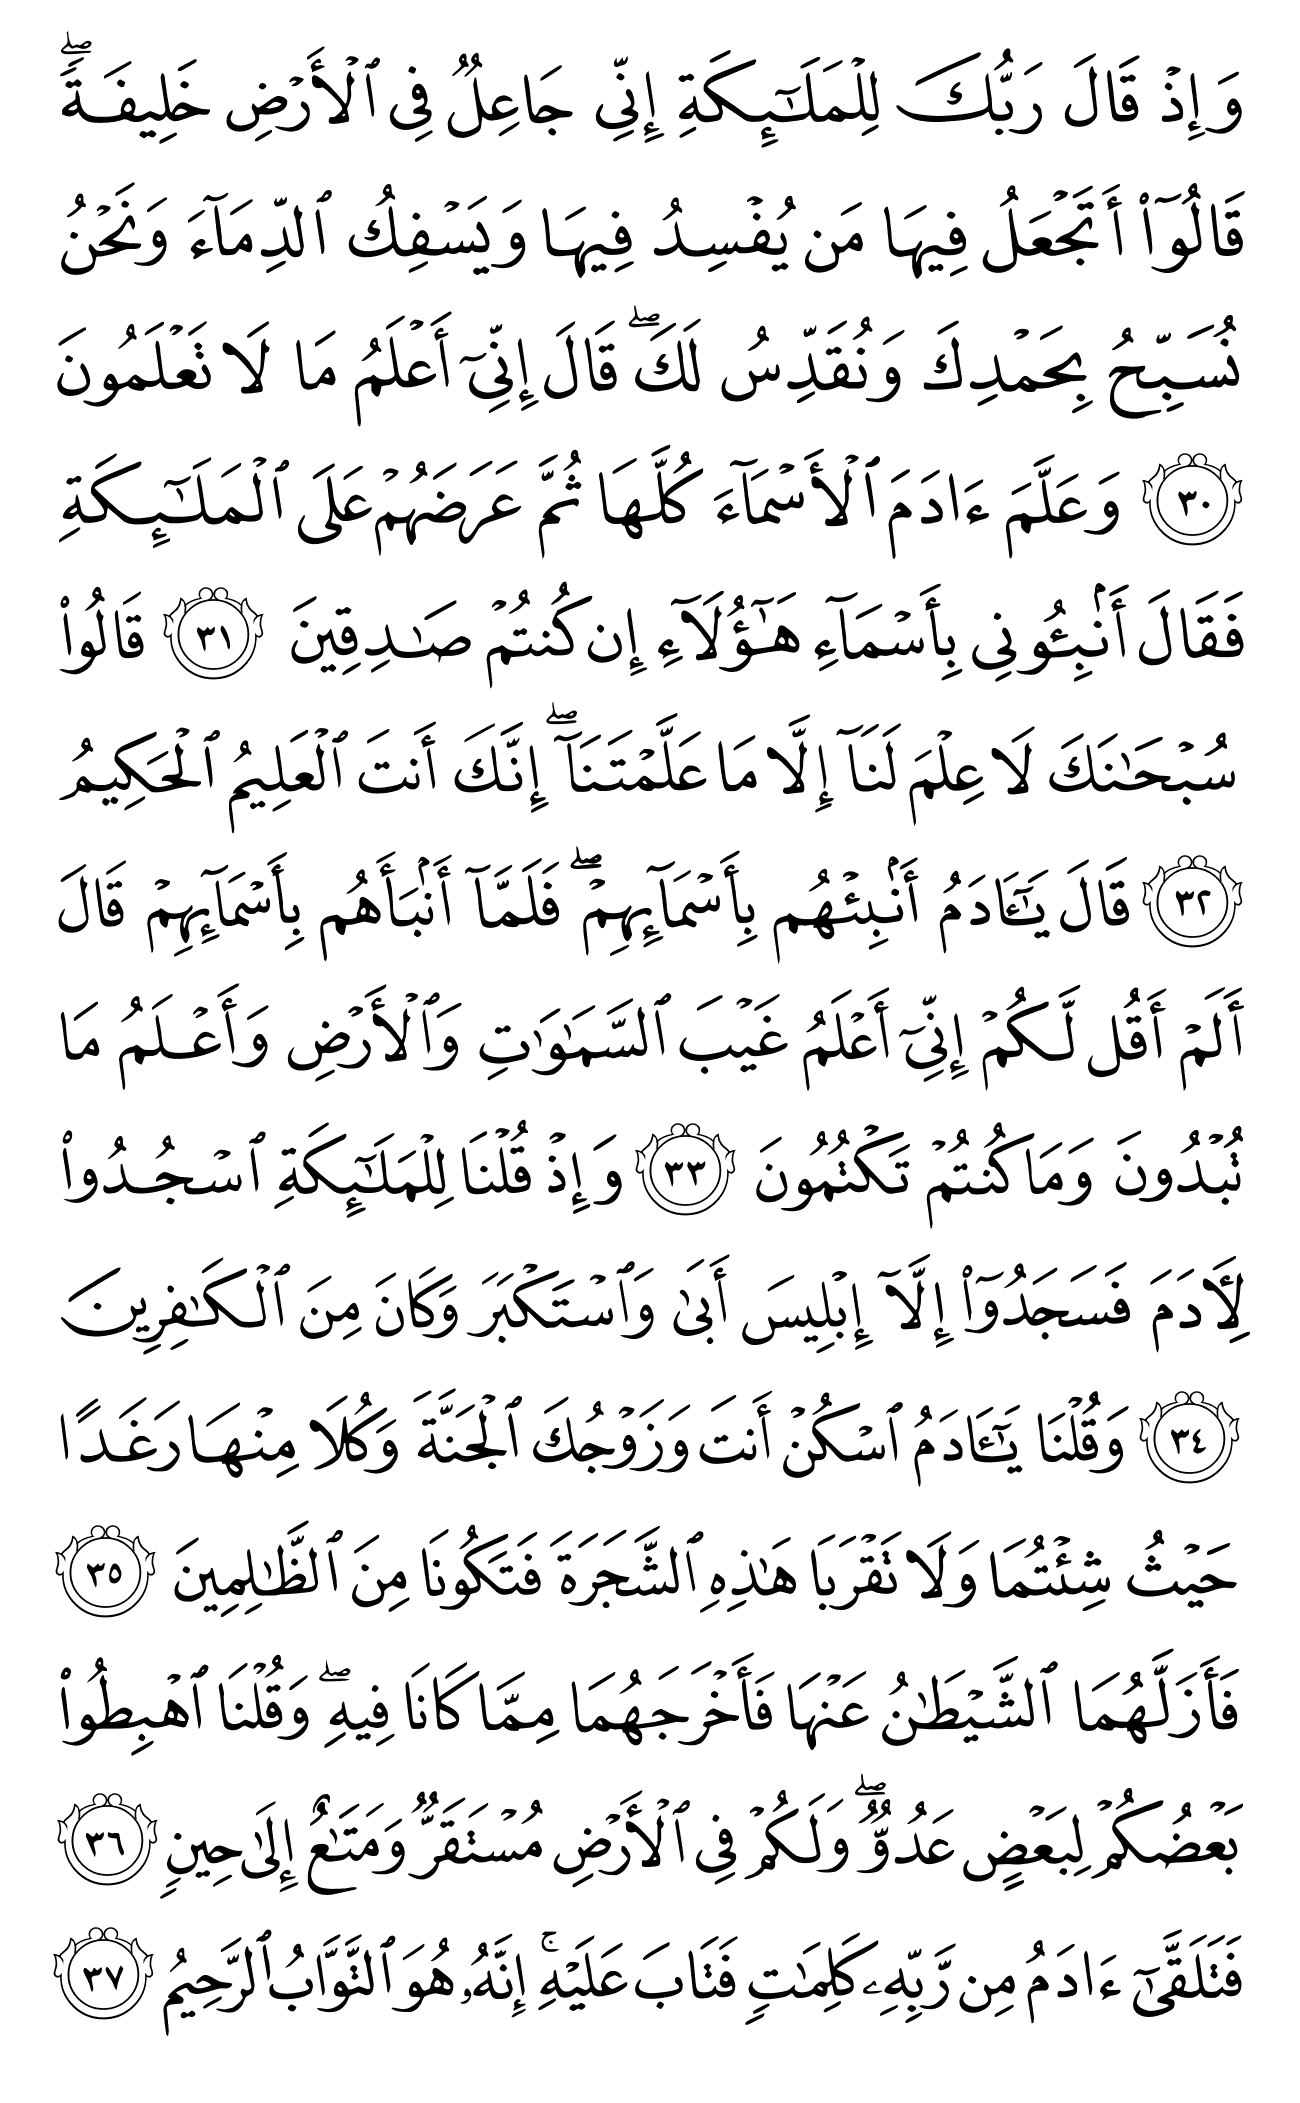 وَإِذۡ قَالَ رَبُّكَ لِلۡمَلَٰٓئِكَةِ إِنِّي جَاعِلٞ فِي ٱلۡأَرۡضِ خَلِيفَةٗۖ
قَالُوٓاْ أَتَجۡعَلُ فِيهَا مَن يُفۡسِدُ فِيهَا وَيَسۡفِكُ ٱلدِّمَآءَ وَنَحۡنُ
نُسَبِّحُ بِحَمۡدِكَ وَنُقَدِّسُ لَكَۖ قَالَ إِنِّيٓ أَعۡلَمُ مَا لَا تَعۡلَمُونَ
٣٠ وَعَلَّمَ ءَادَمَ ٱلۡأَسۡمَآءَ كُلَّهَا ثُمَّ عَرَضَهُمۡ عَلَى ٱلۡمَلَٰٓئِكَةِ
فَقَالَ أَنۢبِـُٔونِي بِأَسۡمَآءِ هَٰٓؤُلَآءِ إِن كُنتُمۡ صَٰدِقِينَ ٣١ قَالُواْ
سُبۡحَٰنَكَ لَا عِلۡمَ لَنَآ إِلَّا مَا عَلَّمۡتَنَآۖ إِنَّكَ أَنتَ ٱلۡعَلِيمُ ٱلۡحَكِيمُ
٣٢ قَالَ يَٰٓـَٔادَمُ أَنۢبِئۡهُم بِأَسۡمَآئِهِمۡۖ فَلَمَّآ أَنۢبَأَهُم بِأَسۡمَآئِهِمۡ قَالَ
أَلَمۡ أَقُل لَّكُمۡ إِنِّيٓ أَعۡلَمُ غَيۡبَ ٱلسَّمَٰوَٰتِ وَٱلۡأَرۡضِ وَأَعۡلَمُ مَا
تُبۡدُونَ وَمَا كُنتُمۡ تَكۡتُمُونَ ٣٣ وَإِذۡ قُلۡنَا لِلۡمَلَٰٓئِكَةِ ٱسۡجُدُواْ
لِأٓدَمَ فَسَجَدُوٓاْ إِلَّآ إِبۡلِيسَ أَبَىٰ وَٱسۡتَكۡبَرَ وَكَانَ مِنَ ٱلۡكَٰفِرِينَ
٣٤ وَقُلۡنَا يَٰٓـَٔادَمُ ٱسۡكُنۡ أَنتَ وَزَوۡجُكَ ٱلۡجَنَّةَ وَكُلَا مِنۡهَا رَغَدًا
حَيۡثُ شِئۡتُمَا وَلَا تَقۡرَبَا هَٰذِهِ ٱلشَّجَرَةَ فَتَكُونَا مِنَ ٱلظَّٰلِمِينَ ٣٥
فَأَزَلَّهُمَا ٱلشَّيۡطَٰنُ عَنۡهَا فَأَخۡرَجَهُمَا مِمَّا كَانَا فِيهِۖ وَقُلۡنَا ٱهۡبِطُواْ
بَعۡضُكُمۡ لِبَعۡضٍ عَدُوّٞۖ وَلَكُمۡ فِي ٱلۡأَرۡضِ مُسۡتَقَرّٞ وَمَتَٰعٌ إِلَىٰ حِينٖ ٣٦
فَتَلَقَّىٰٓ ءَادَمُ مِن رَّبِّهِۦ كَلِمَٰتٖ فَتَابَ عَلَيۡهِۚ إِنَّهُۥ هُوَ ٱلتَّوَّابُ ٱلرَّحِيمُ ٣٧